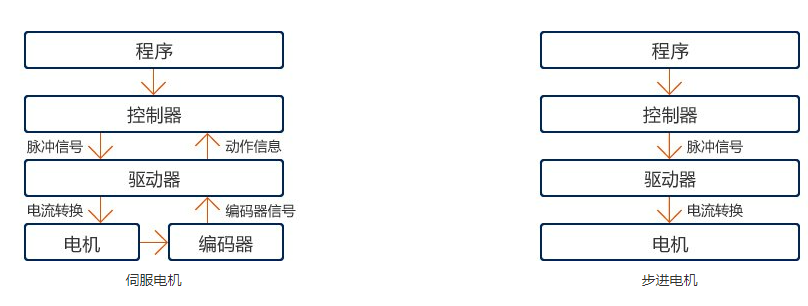 程序
控制器
脉冲信号
动作信息
驱动器
电流转换
编码器信号
电机
编码器
伺服电机
程序
控制器
脉冲信号
驱动器
电流转换
电机
步进电机